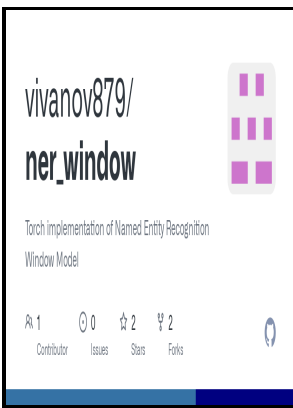 vivanov879/
ner_window
Torch implementation of Named Entity Recognition
Window Model
1 0 2 2
Contributor Issues Stars Forks